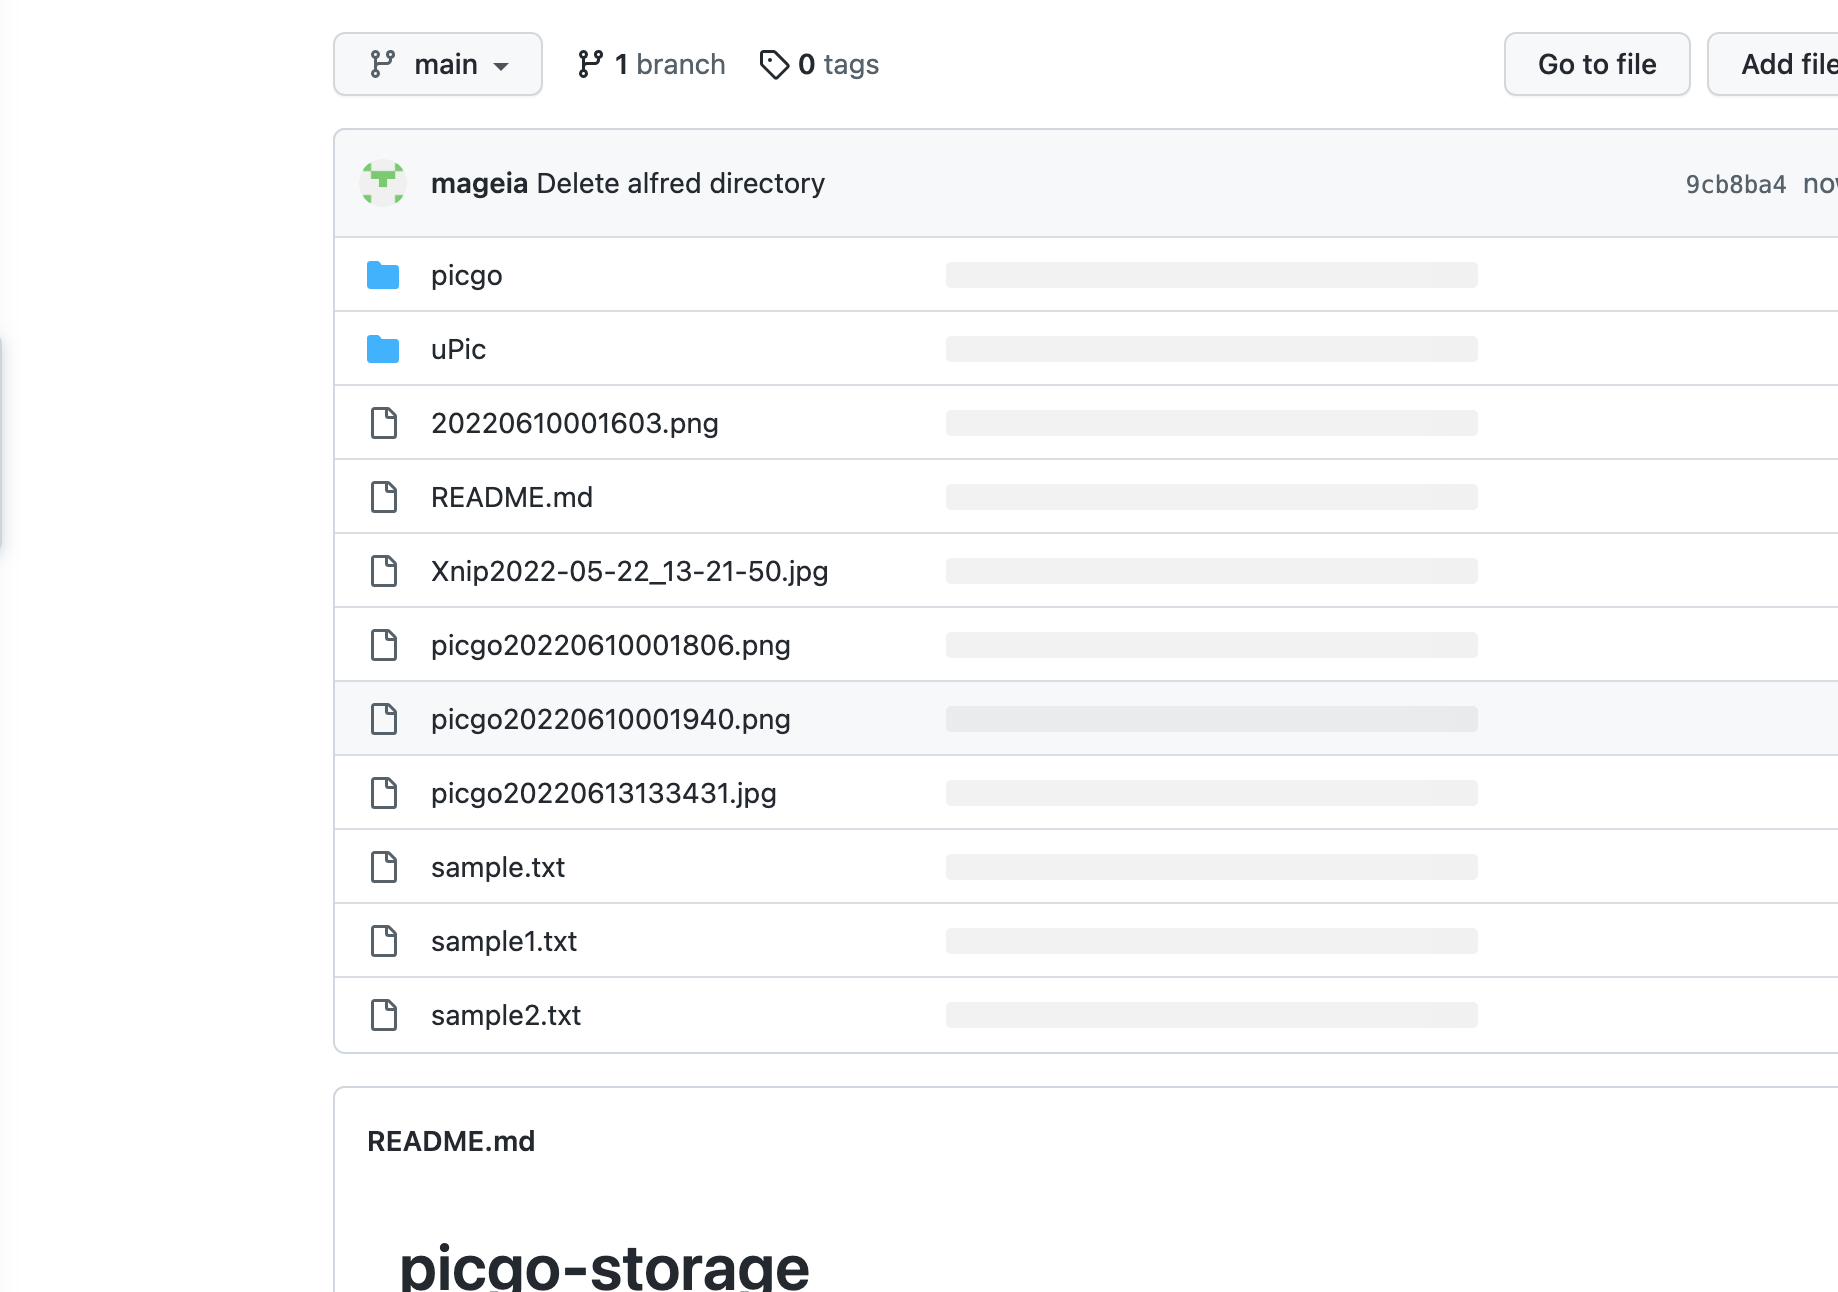 main 1 branch 0 tags Go to file Add file
mageia Delete alfred directory 9cb8ba4
picgo
uPic
20220610001603.png
README.md
Xnip2022-05-22_13-21-50.jpg
picgo20220610001806.png
picgo20220610001940.png
picgo20220613133431.jpg
sample.txt
sample1.txt
sample2.txt
README.md
picgo-storage